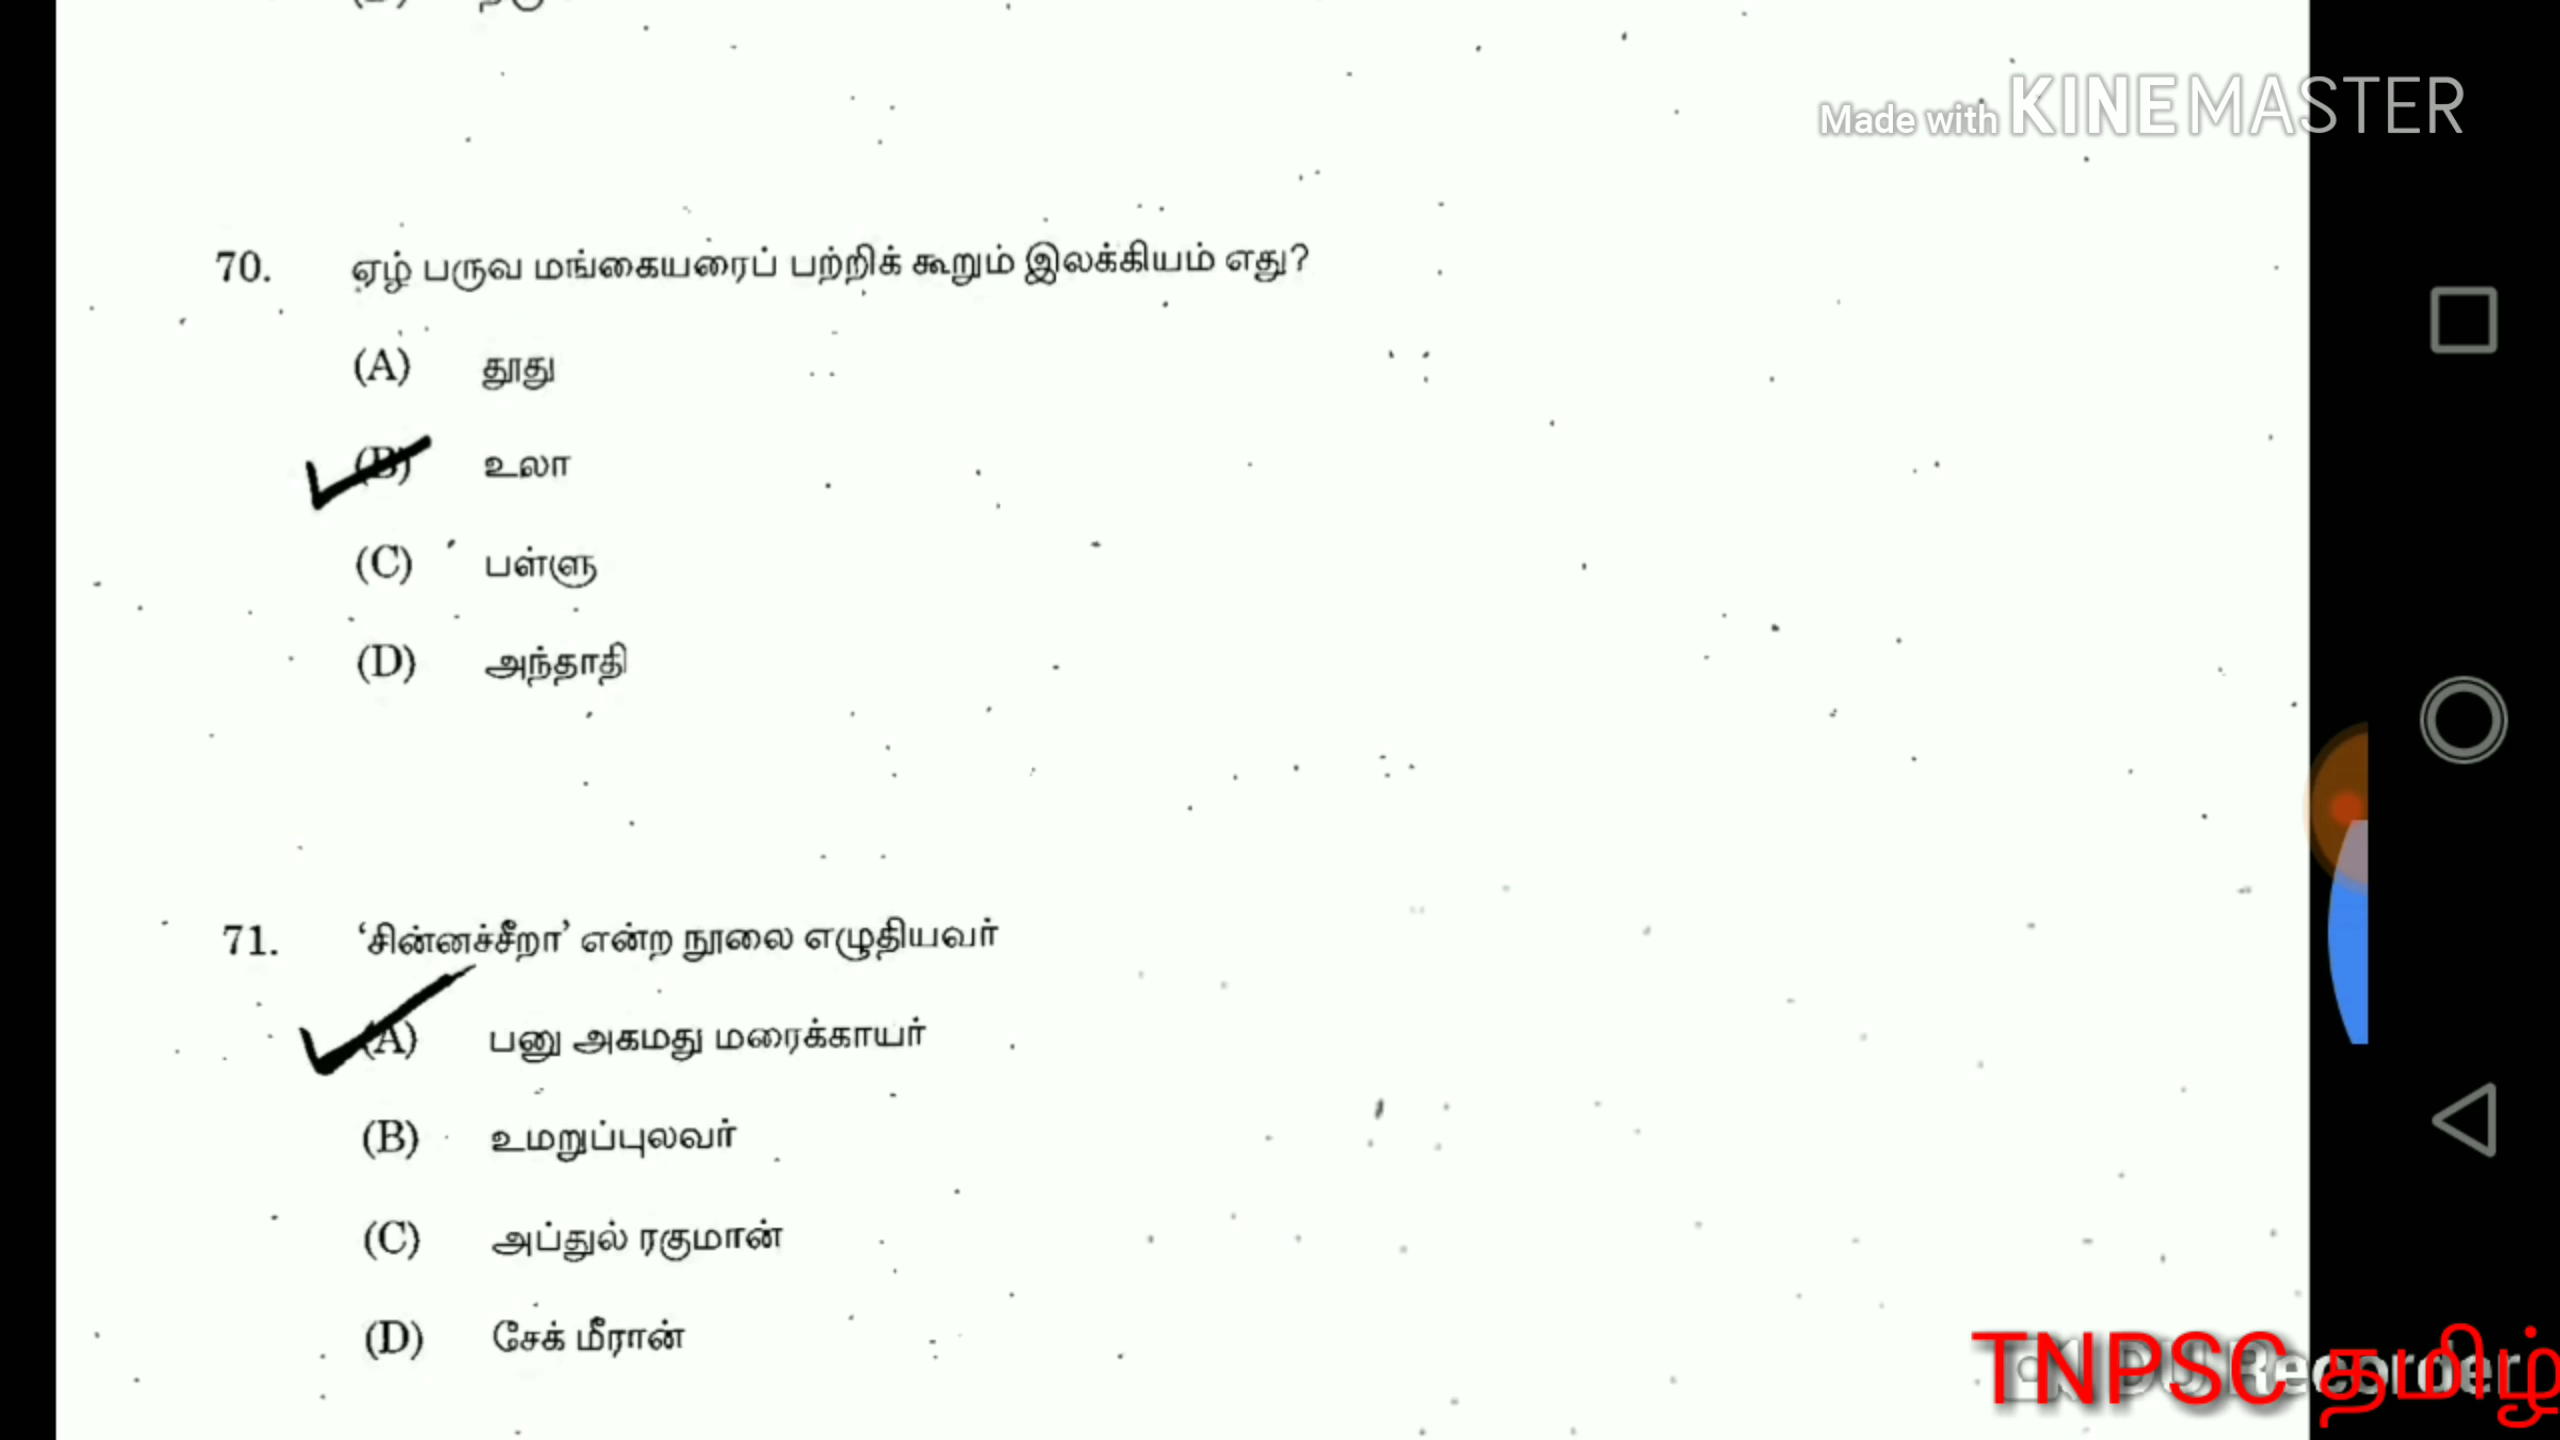 Made with KINEMASTER
70. ஏழ் பருவ மங்கையரைப் பற்றிக் கூறும் இலக்கியம் எது?
(A) தூது
(B) உலா
(C) பள்ளு
(D) அந்தாதி
71. ‘சின்னச்சீறா’ என்ற நூலை எழுதியவர்
(A) பனு அகமது மரைக்காயர்
(B) உமறுப்புலவர்
(C) அப்துல் ரகுமான்
(D) சேக் மீரான்
TNPSC தமிழ்
Recorder